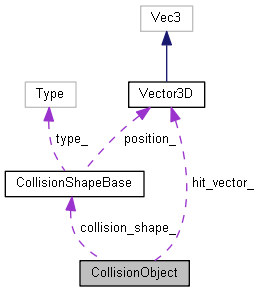 Vec3
Type
Vector3D
type_
position_
CollisionShapeBase
hit_vector_
collision_shape_
CollisionObject